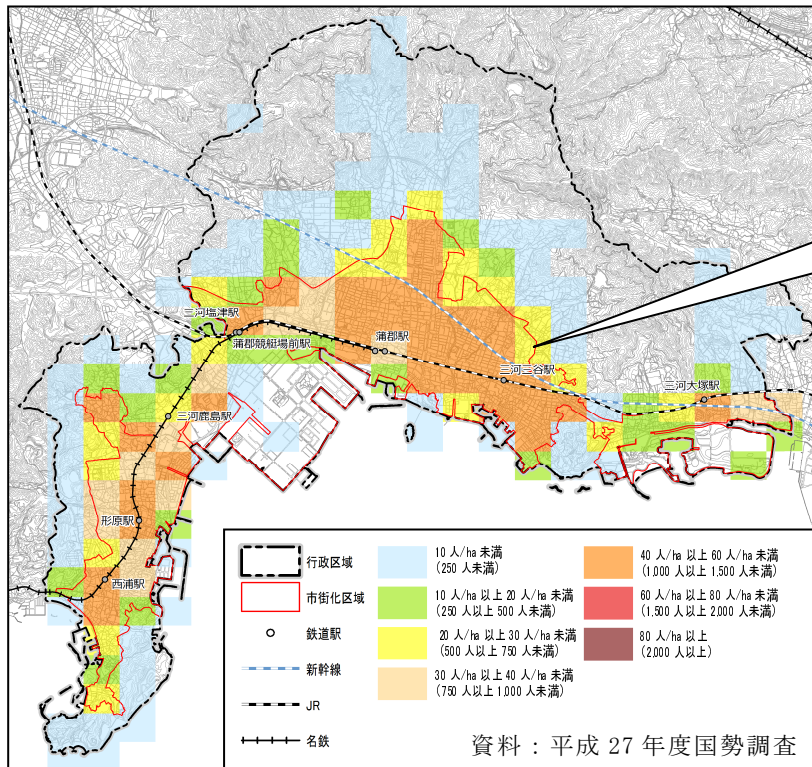 三河塩津駅
蒲郡競艇場前駅
蒲郡駅
三河三谷駅
三河大塚駅
三河鹿島駅
形原駅
西浦駅
行政区域
市街化区域
鉄道駅
新幹線
JR
名鉄
10 人/ha 未満
(250 人未満)
10 人/ha 以上 20 人/ha 未満
(250 人以上 500 人未満)
20 人/ha 以上 30 人/ha 未満
(500 人以上 750 人未満)
30 人/ha 以上 40 人/ha 未満
(750 人以上 1,000 人未満)
40 人/ha 以上 60 人/ha 未満
(1,000 人以上 1,500 人未満)
60 人/ha 以上 80 人/ha 未満
(1,500 人以上 2,000 人未満)
80 人/ha 以上
(2,000 人以上)
資料：平成 27 年度国勢調査